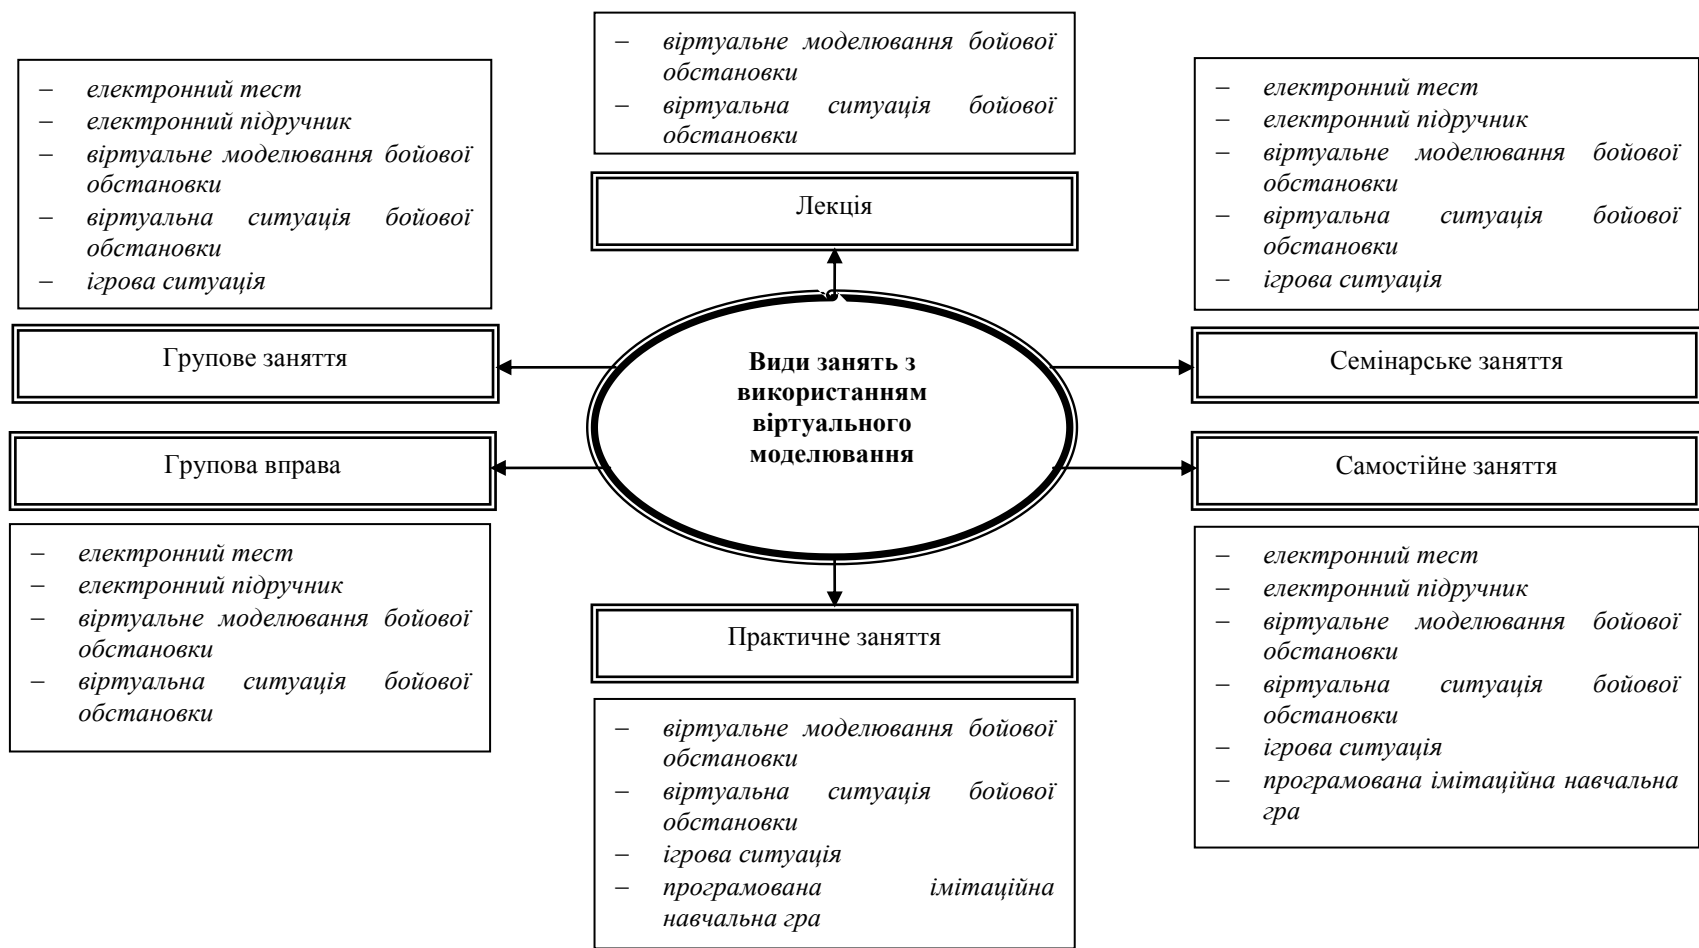 – віртуальне моделювання бойової
обстановки
– віртуальна ситуація бойової
обстановки
Лекція
– електронний тест
– електронний підручник
– віртуальне моделювання бойової
обстановки
– віртуальна ситуація бойової
обстановки
– ігрова ситуація
Групове заняття
– електронний тест
– електронний підручник
– віртуальне моделювання бойової
обстановки
– віртуальна ситуація бойової
обстановки
– ігрова ситуація
Семінарське заняття
Види занять з
використанням
віртуального
моделювання
Групова вправа
– електронний тест
– електронний підручник
– віртуальне моделювання бойової
обстановки
– віртуальна ситуація бойової
обстановки
Самостійне заняття
– електронний тест
– електронний підручник
– віртуальне моделювання бойової
обстановки
– віртуальна ситуація бойової
обстановки
– ігрова ситуація
– програмована імітаційна навчальна
гра
Практичне заняття
– віртуальне моделювання бойової
обстановки
– віртуальна ситуація бойової
обстановки
– ігрова ситуація
– програмована імітаційна
навчальна гра